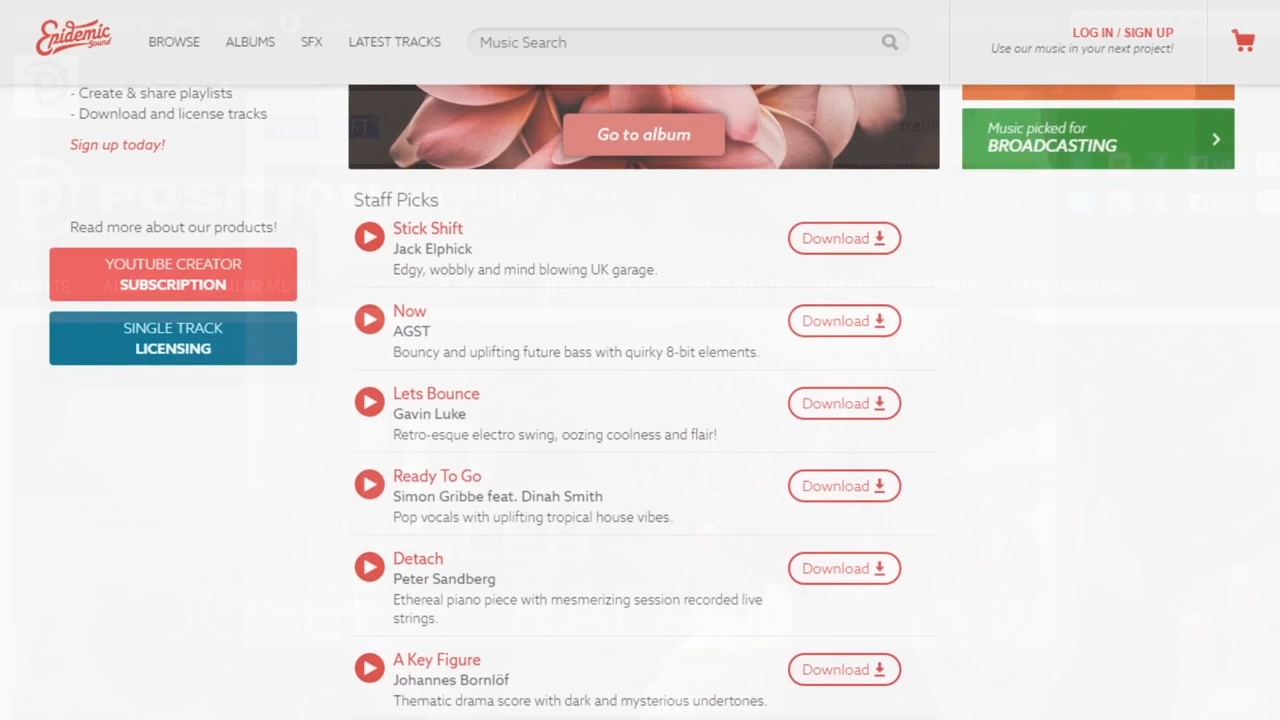 Epidemic
Sound
BROWSE
ALBUMS
SFX
LATEST TRACKS
Music Search
LOG IN / SIGN UP
Use our music in your next project!
- Create & share playlists
- Download and license tracks
Sign up today!
Go to album
Music picked for
BROADCASTING
Read more about our products!
YOUTUBE CREATOR
SUBSCRIPTION
SINGLE TRACK
LICENSING
Staff Picks
Stick Shift
Jack Elphick
Edgy, wobbly and mind blowing UK garage.
Download
Now
AGST
Bouncy and uplifting future bass with quirky 8-bit elements.
Download
Lets Bounce
Gavin Luke
Retro-esque electro swing, oozing coolness and flair!
Download
Ready To Go
Simon Gribbe feat. Dinah Smith
Pop vocals with uplifting tropical house vibes.
Download
Detach
Peter Sandberg
Ethereal piano piece with mesmerizing session recorded live
strings.
Download
A Key Figure
Johannes Bornlöf
Thematic drama score with dark and mysterious undertones.
Download